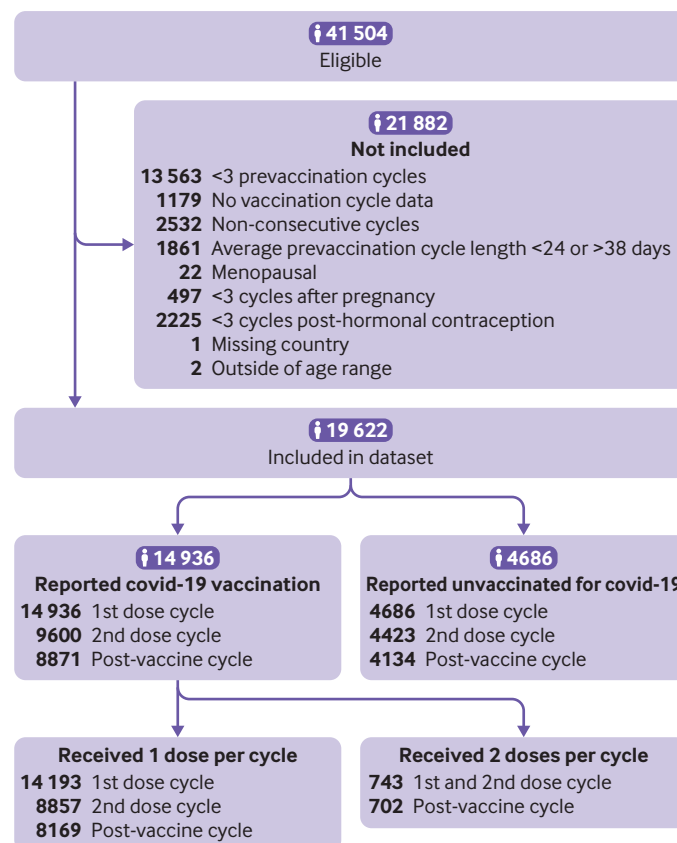 41 504
Eligible
21 882
Not included
13 563 <3 prevaccination cycles
1179 No vaccination cycle data
2532 Non-consecutive cycles
1861 Average prevaccination cycle length <24 or >38 days
22 Menopausal
497 <3 cycles after pregnancy
2225 <3 cycles post-hormonal contraception
1 Missing country
2 Outside of age range
19 622
Included in dataset
14 936
Reported covid-19 vaccination
14 936 1st dose cycle
9600 2nd dose cycle
8871 Post-vaccine cycle
4686
Reported unvaccinated for covid-19
4686 1st dose cycle
4423 2nd dose cycle
4134 Post-vaccine cycle
Received 1 dose per cycle
14 193 1st dose cycle
8857 2nd dose cycle
8169 Post-vaccine cycle
Received 2 doses per cycle
743 1st and 2nd dose cycle
702 Post-vaccine cycle